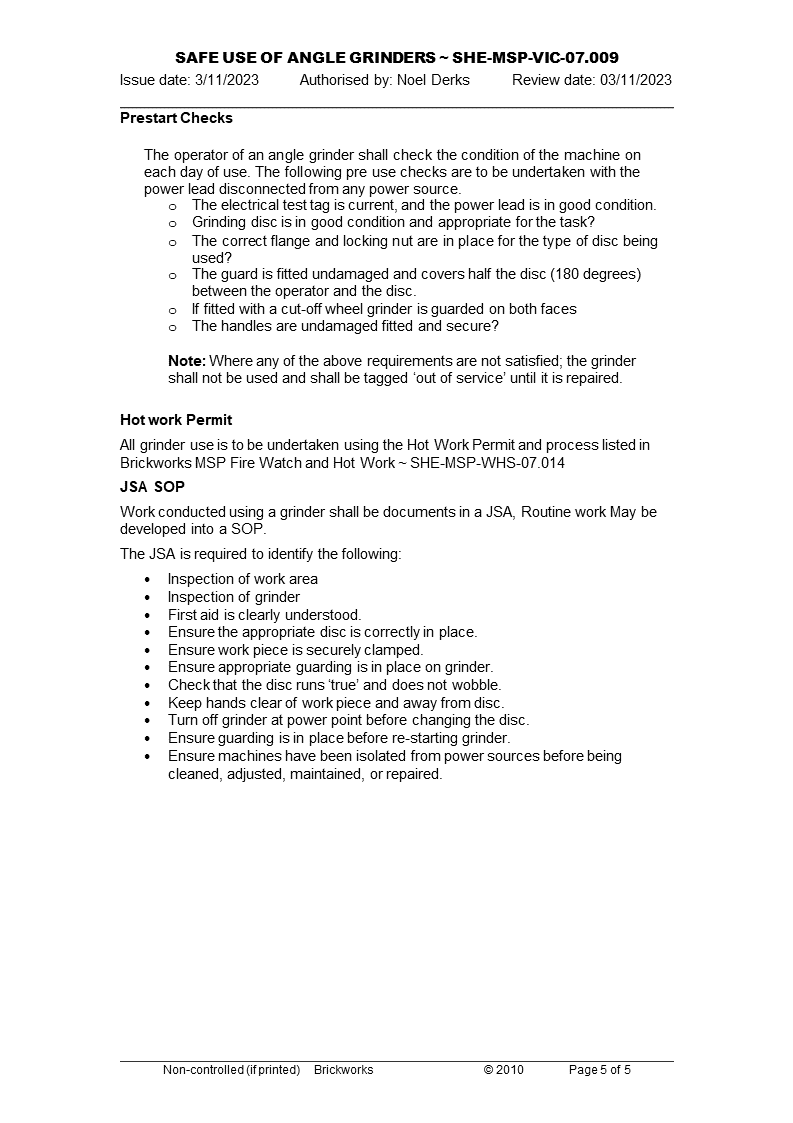 SAFE USE OF ANGLE GRINDERS ~ SHE-MSP-VIC-07.009
Issue date: 3/11/2023 Authorised by: Noel Derks Review date: 03/11/2023
Prestart Checks
The operator of an angle grinder shall check the condition of the machine on
each day of use. The following pre use checks are to be undertaken with the
power lead disconnected from any power source.
o The electrical test tag is current, and the power lead is in good condition.
o Grinding disc is in good condition and appropriate for the task?
o The correct flange and locking nut are in place for the type of disc being
used?
o The guard is fitted undamaged and covers half the disc (180 degrees)
between the operator and the disc.
o If fitted with a cut-off wheel grinder is guarded on both faces
o The handles are undamaged fitted and secure?
Note: Where any of the above requirements are not satisfied; the grinder
shall not be used and shall be tagged ‘out of service’ until it is repaired.
Hot work Permit
All grinder use is to be undertaken using the Hot Work Permit and process listed in
Brickworks MSP Fire Watch and Hot Work ~ SHE-MSP-WHS-07.014
JSA SOP
Work conducted using a grinder shall be documents in a JSA, Routine work May be
developed into a SOP.
The JSA is required to identify the following:
• Inspection of work area
• Inspection of grinder
• First aid is clearly understood.
• Ensure the appropriate disc is correctly in place.
• Ensure work piece is securely clamped.
• Ensure appropriate guarding is in place on grinder.
• Check that the disc runs ‘true’ and does not wobble.
• Keep hands clear of work piece and away from disc.
• Turn off grinder at power point before changing the disc.
• Ensure guarding is in place before re-starting grinder.
• Ensure machines have been isolated from power sources before being
cleaned, adjusted, maintained, or repaired.
Non-controlled (if printed) Brickworks © 2010 Page 5 of 5